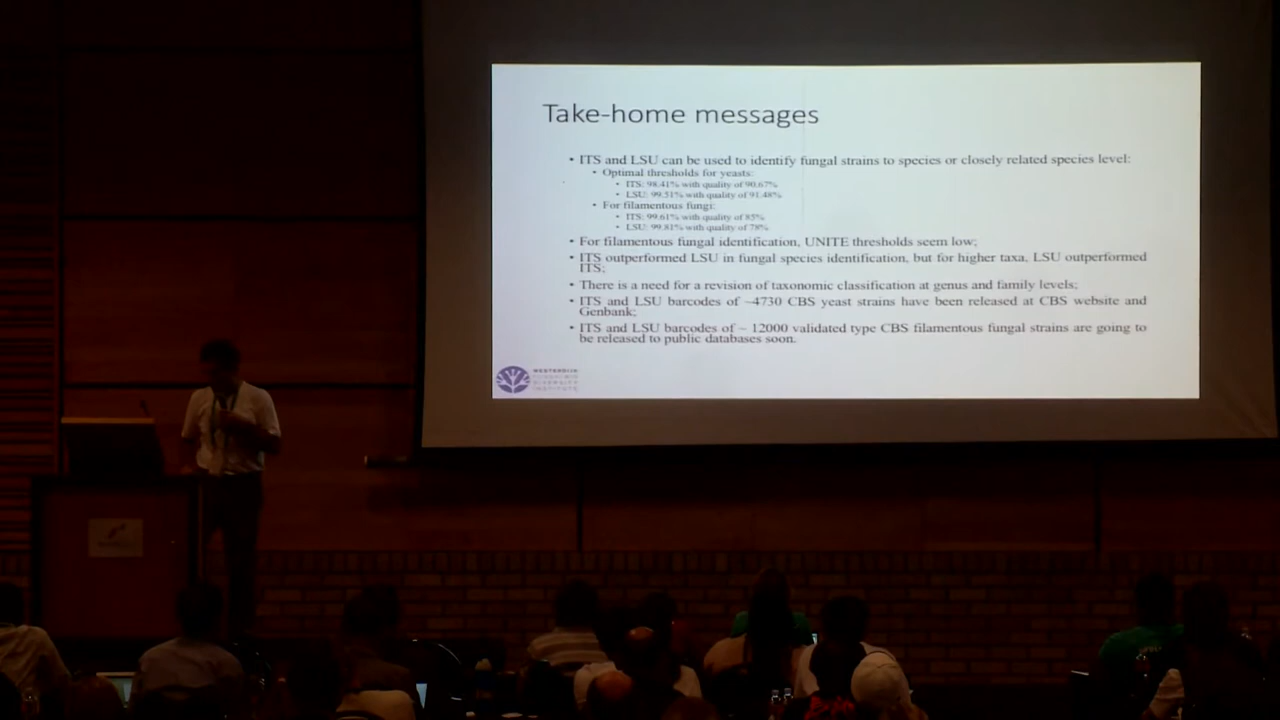 Take-home messages
• ITS and LSU can be used to identify fungal strains to species or closely related species level:
• Optimal thresholds for yeasts:
• ITS: 98.41% with quality of 90.67%
• LSU: 99.51% with quality of 91.48%
• For filamentous fungi:
• ITS: 99.61% with quality of 85%
• LSU: 99.81% with quality of 78%
• For filamentous fungal identification, UNITE thresholds seem low;
• ITS outperformed LSU in fungal species identification, but for higher taxa, LSU outperformed
ITS;
• There is a need for a revision of taxonomic classification at genus and family levels;
• ITS and LSU barcodes of ~4730 CBS yeast strains have been released at CBS website and
Genbank;
• ITS and LSU barcodes of ~ 12000 validated type CBS filamentous fungal strains are going to
be released to public databases soon.
WESTERDIJK
FUNGAL BIO
DIVERSITY
INSTITUTE